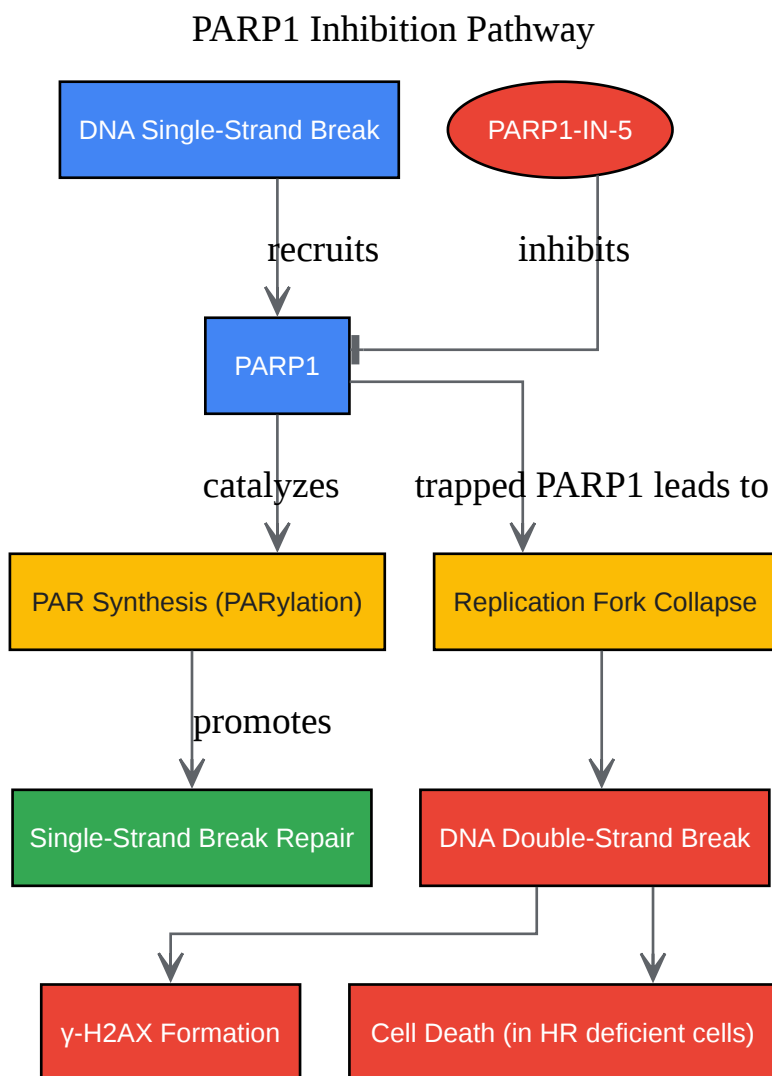 PARP1 Inhibition Pathway
DNA Single-Strand Break
PARP1-IN-5
recruits
inhibits
PARP1
catalyzes
trapped PARP1 leads to
PAR Synthesis (PARylation)
Replication Fork Collapse
promotes
Single-Strand Break Repair
DNA Double-Strand Break
γ-H2AX Formation
Cell Death (in HR deficient cells)